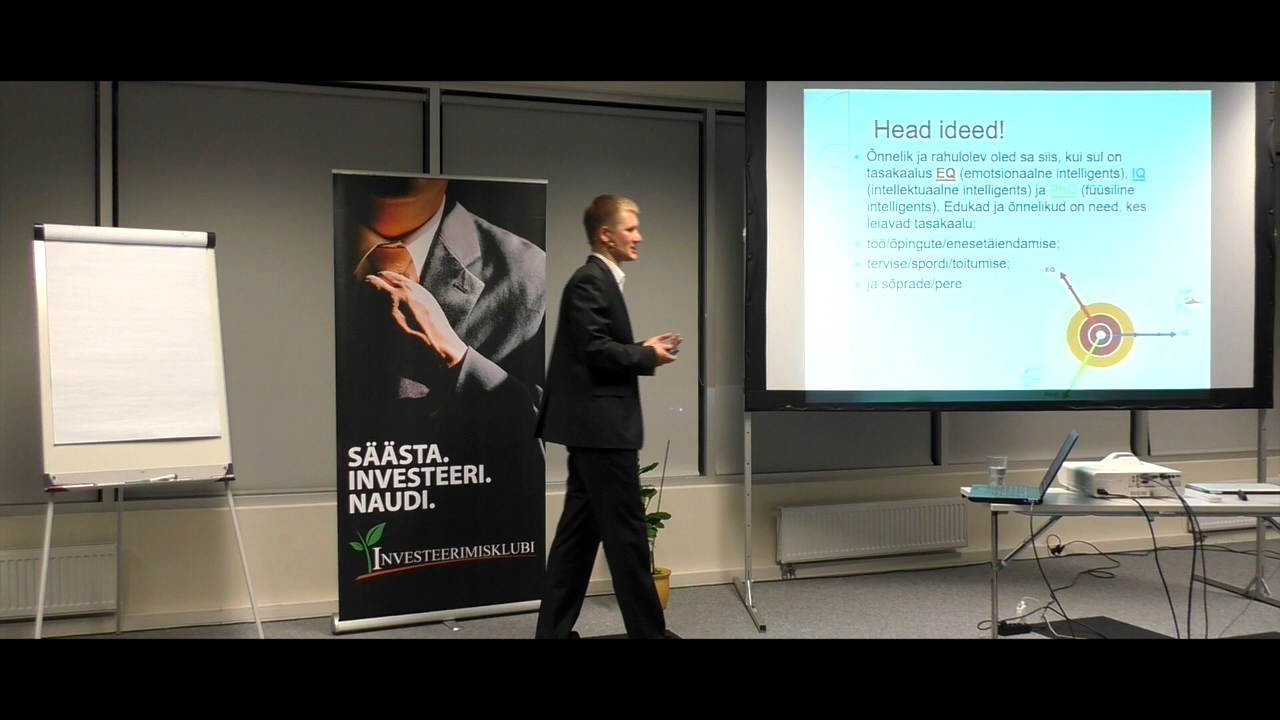 SÄÄSTA.
INVESTEERI.
NAUDI.
INVESTEERIMISKLUBI
Head ideed!
• Õnnelik ja rahulolev oled sa siis, kui sul on
tasakaalus EQ (emotsionaalne intelligents), IQ
(intellektuaalne intelligents) ja PhQ (füüsiline
intelligents). Edukad ja õnnelikud on need, kes
leiavad tasakaalu:
• töö/õpingute/enesetäiendamise;
• tervise/spordi/toitumise;
• ja sõprade/pere
EQ